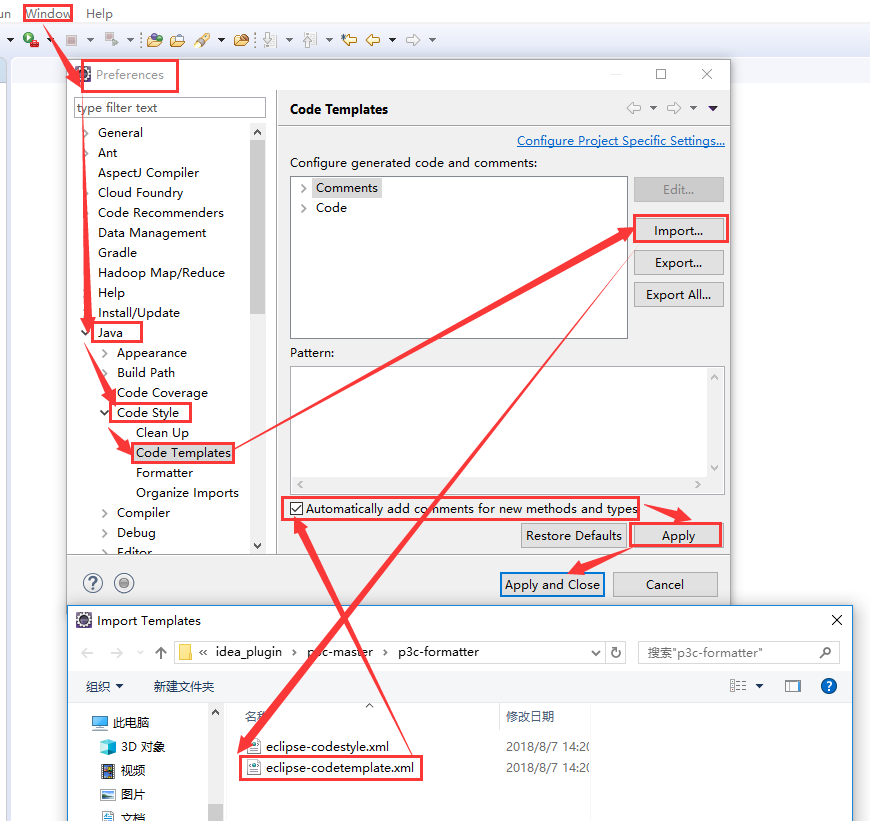 un Window Help
Preferences
type filter text
General
Ant
AspectJ Compiler
Cloud Foundry
Code Recommenders
Data Management
Gradle
Hadoop Map/Reduce
Help
Install/Update
Java
Appearance
Build Path
Code Coverage
Code Style
Clean Up
Code Templates
Formatter
Organize Imports
Compiler
Debug
Editor
Code Templates
Configure Project Specific Settings...
Configure generated code and comments:
Comments
Code
Edit...
Import...
Export...
Export All...
Pattern:
Automatically add comments for new methods and types
Restore Defaults
Apply
?
Apply and Close
Cancel
Import Templates
« idea_plugin › p3c-master › p3c-formatter
搜索"p3c-formatter"
组织
新建文件夹
?
此电脑
3D 对象
视频
图片
文档
名称
修改日期
eclipse-codestyle.xml
2018/8/7 14:20
eclipse-codetemplate.xml
2018/8/7 14:20